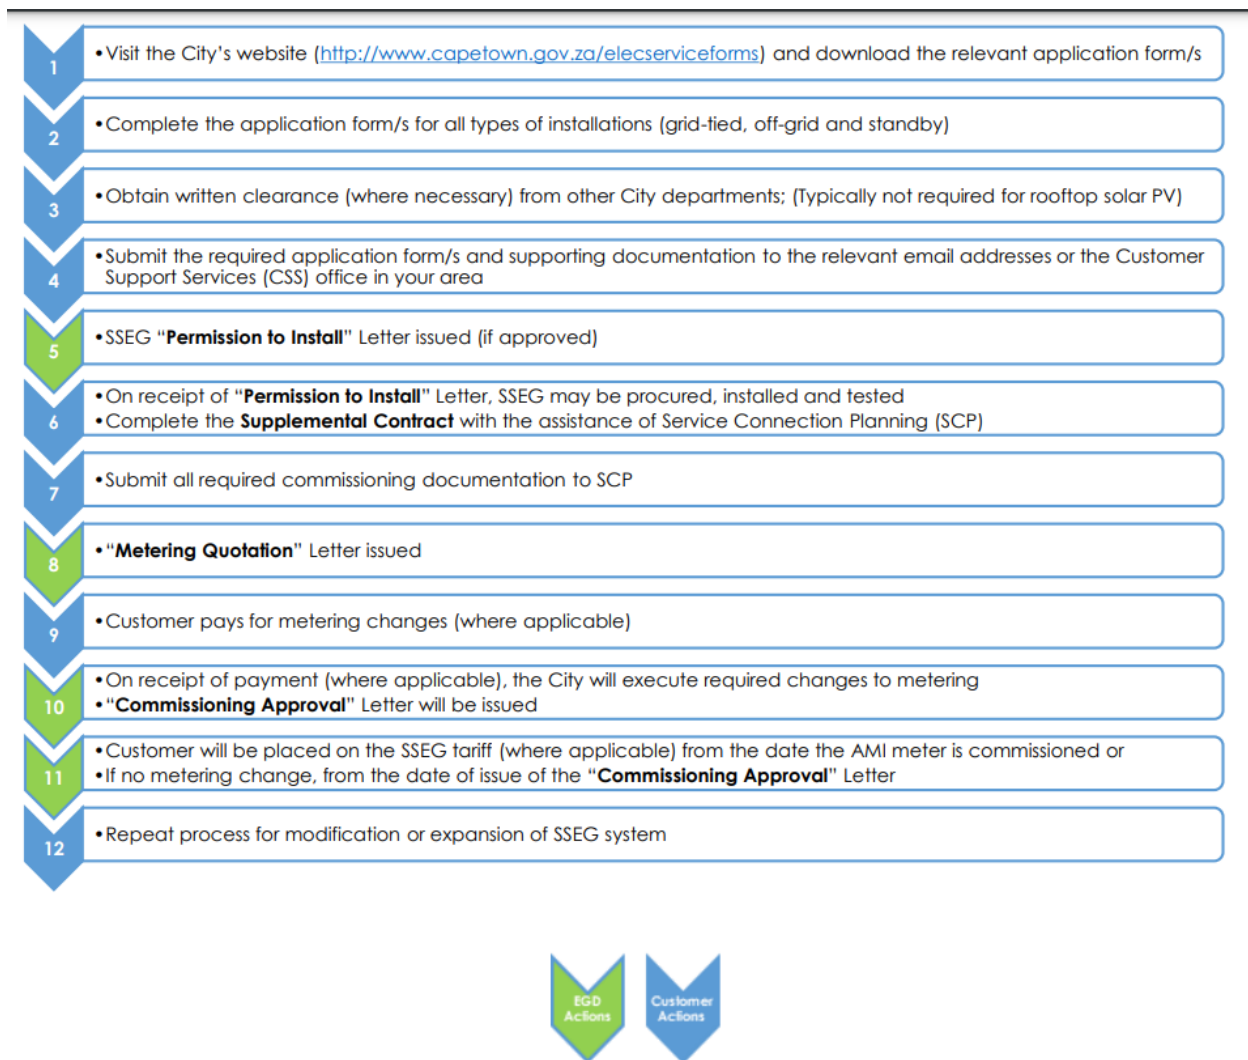 1
•Visit the City's website (http://www.capetown.gov.za/elecserviceforms) and download the relevant application form/s
2
•Complete the application form/s for all types of installations (grid-tied, off-grid and standby)
3
•Obtain written clearance (where necessary) from other City departments; (Typically not required for rooftop solar PV)
4
•Submit the required application form/s and supporting documentation to the relevant email addresses or the Customer
Support Services (CSS) office in your area
5
•SSEG “Permission to Install” Letter issued (if approved)
6
•On receipt of “Permission to Install” Letter, SSEG may be procured, installed and tested
•Complete the Supplemental Contract with the assistance of Service Connection Planning (SCP)
7
•Submit all required commissioning documentation to SCP
8
•“Metering Quotation” Letter issued
9
•Customer pays for metering changes (where applicable)
10
•On receipt of payment (where applicable), the City will execute required changes to metering
•“Commissioning Approval” Letter will be issued
11
•Customer will be placed on the SSEG tariff (where applicable) from the date the AMI meter is commissioned or
•If no metering change, from the date of issue of the “Commissioning Approval” Letter
12
•Repeat process for modification or expansion of SSEG system
EGD
Actions
Customer
Actions